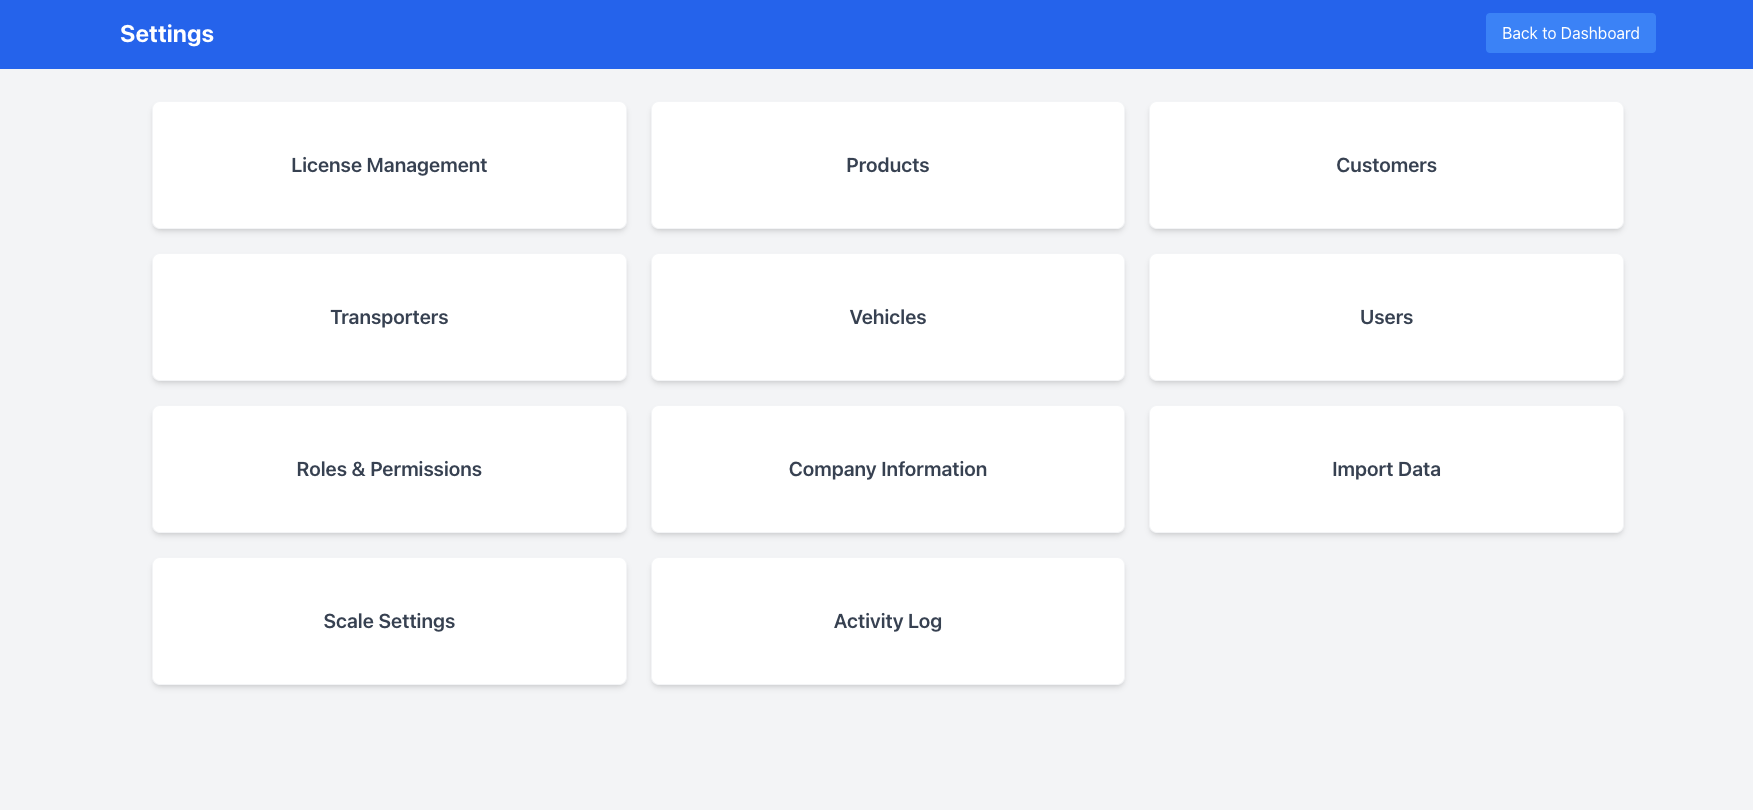 Settings
Back to Dashboard
License Management
Products
Customers
Transporters
Vehicles
Users
Roles & Permissions
Company Information
Import Data
Scale Settings
Activity Log